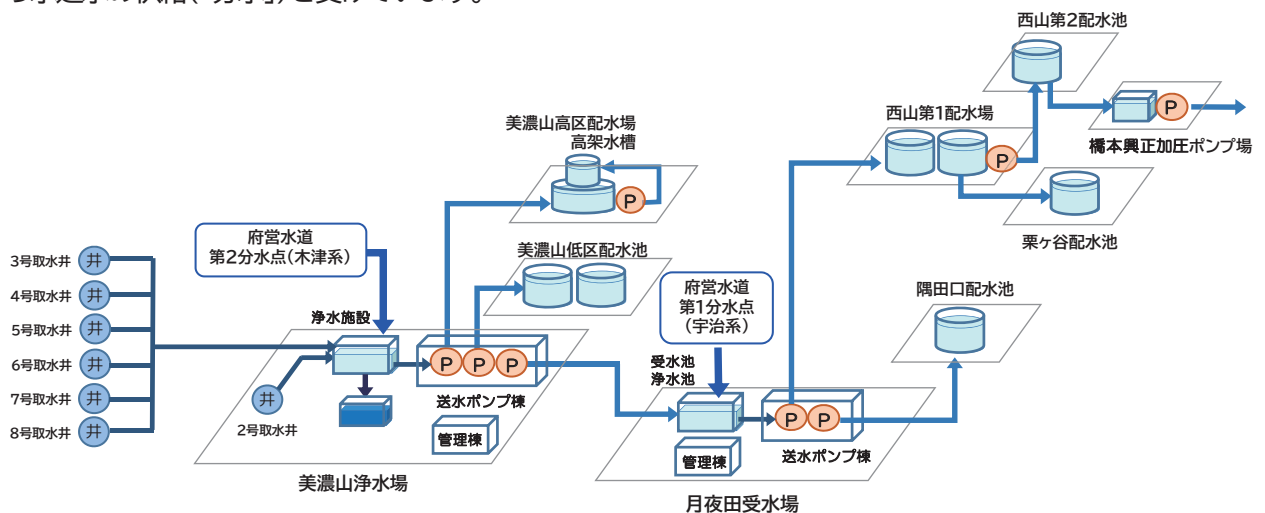 西山第2配水池
西山第1配水場
P
橋本興正加圧ポンプ場
P
P
栗ヶ谷配水池
美濃山高区配水場
高架水槽
P
府営水道
第2分水点(木津系)
美濃山低区配水池
府営水道
第1分水点
(宇治系)
隅田口配水池
3号取水井
井
4号取水井
井
5号取水井
井
6号取水井
井
7号取水井
井
8号取水井
井
浄水施設
P
P
P
送水ポンプ棟
井
2号取水井
管理棟
美濃山浄水場
受水池
浄水池
P
P
送水ポンプ棟
管理棟
月夜田受水場